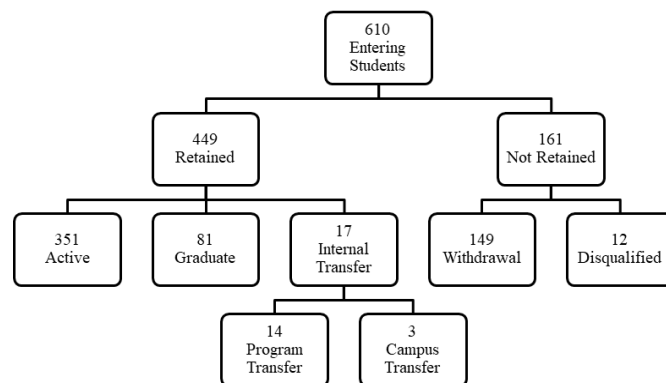 610
Entering
Students
449
Retained
161
Not Retained
351
Active
81
Graduate
17
Internal
Transfer
149
Withdrawal
12
Disqualified
14
Program
Transfer
3
Campus
Transfer